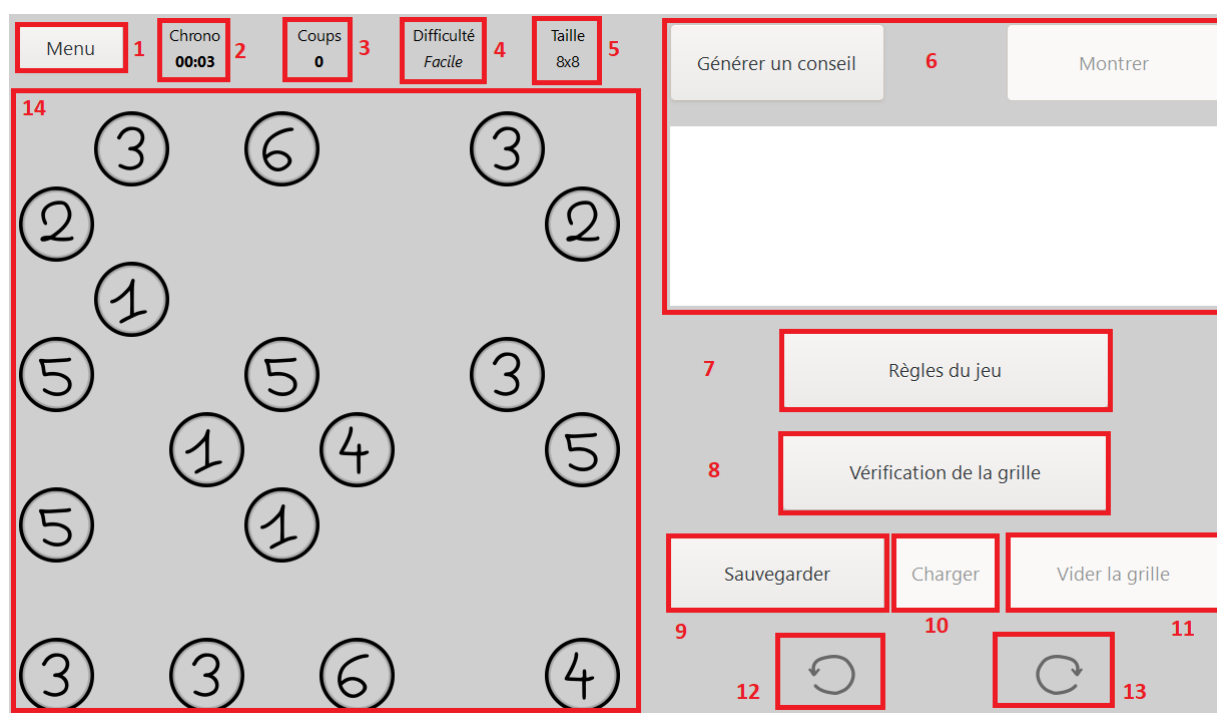 Menu
1
Chrono
00:03
2
Coups
0
3
Difficulté
Facile
4
Taille
8x8
5
Générer un conseil
6
Montrer
14
3 6 3
2 2
1
5 5 3
1 4 5
5 1
3 3 6 4
7
Règles du jeu
8
Vérification de la grille
Sauvegarder
Charger
Vider la grille
9
10
11
12
13